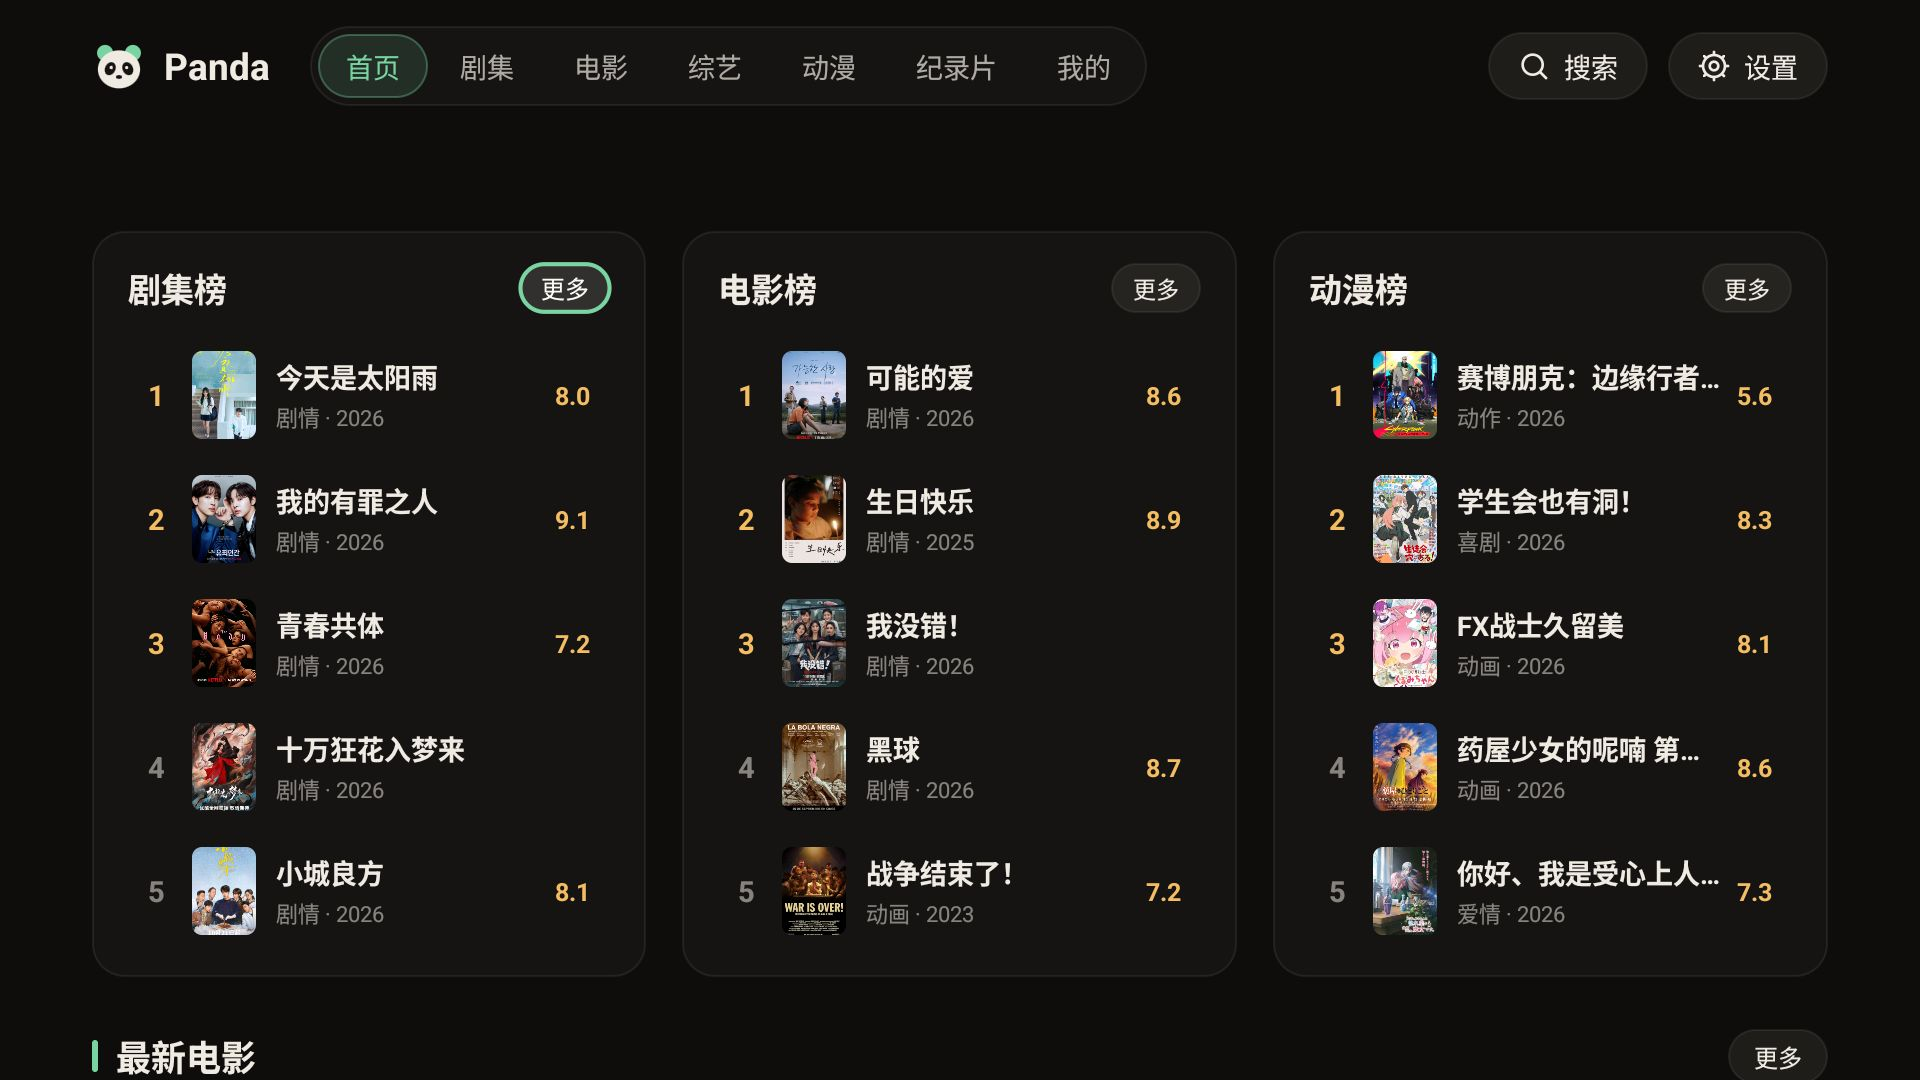 Panda
首页
剧集
电影
综艺
动漫
纪录片
我的
搜索
设置
剧集榜
更多
1
今天是太阳雨
剧情 · 2026
8.0
2
我的有罪之人
剧情 · 2026
9.1
3
青春共体
剧情 · 2026
7.2
4
十万狂花入梦来
剧情 · 2026
5
小城良方
剧情 · 2026
8.1
电影榜
更多
1
可能的爱
剧情 · 2026
8.6
2
生日快乐
剧情 · 2025
8.9
3
我没错！
我没错!
剧情 · 2026
4
LA BOLA NEGRA
黑球
剧情 · 2026
8.7
5
WAR IS OVER!
战争结束了！
动画 · 2023
7.2
动漫榜
更多
1
赛博朋克：边缘行者...
动作 · 2026
5.6
2
学生会也有洞！
喜剧 · 2026
8.3
3
FX战士久留美
动画 · 2026
8.1
4
药屋少女的呢喃 第...
动画 · 2026
8.6
5
你好、我是受心上人...
爱情 · 2026
7.3
最新电影
更多